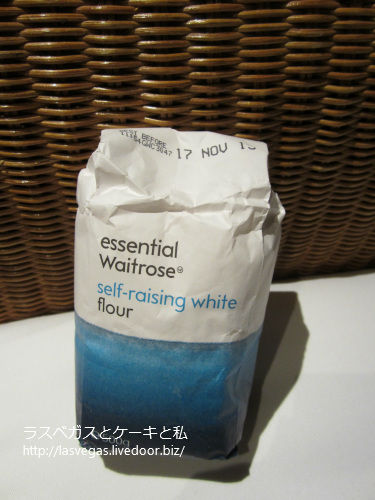 BEST BEFORE
17 NOV
essential
Waitrose®
self-raising white
flour
500g
ラスベガスとケーキと私
http://lasvegas.livedoor.biz/